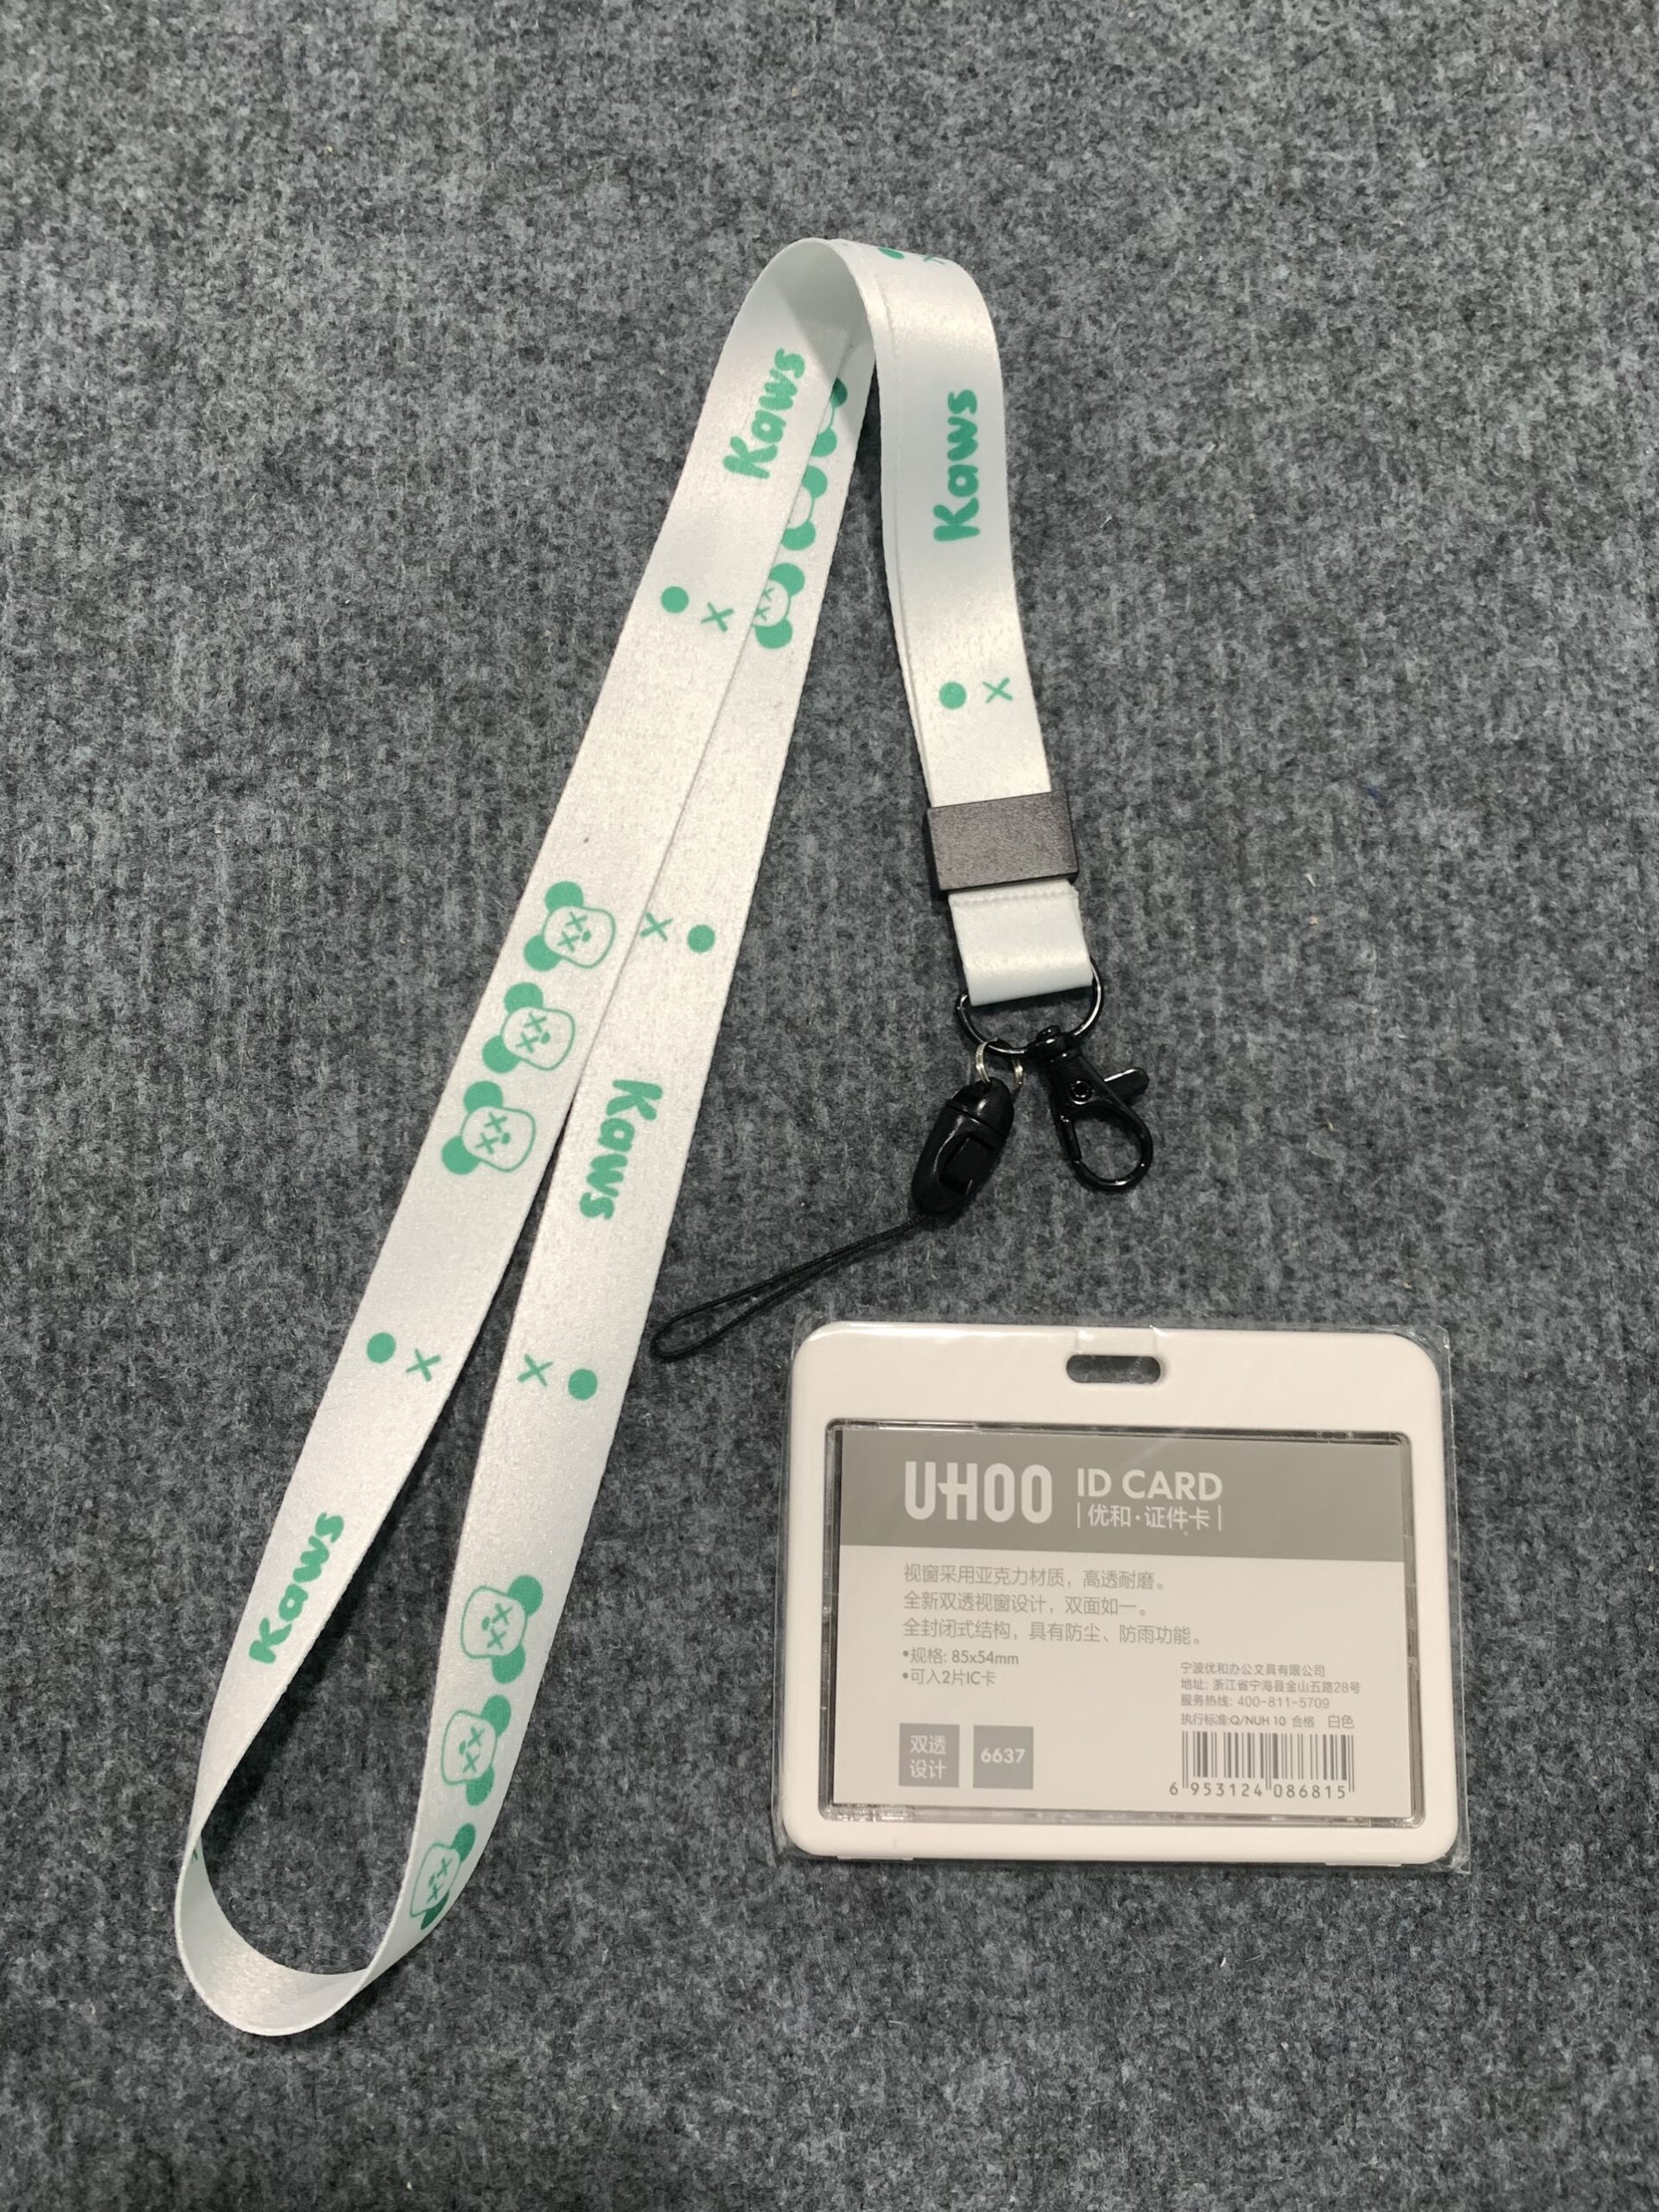 Kaws
Kaws
Kaws
Kaws
UHOO
ID CARD
优和·证件卡
视窗采用亚克力材质，高透耐磨。
全新双透视窗设计，双面如一。
全封闭式结构，具有防尘、防雨功能。
•规格: 85x54mm
•可入2片IC卡
宁波优和办公文具有限公司
地址: 浙江省宁海县金山五路28号
服务热线: 400-811-5709
执行标准:Q/NUH 10 合格 白色
双透
设计
6637
6 953124 086815